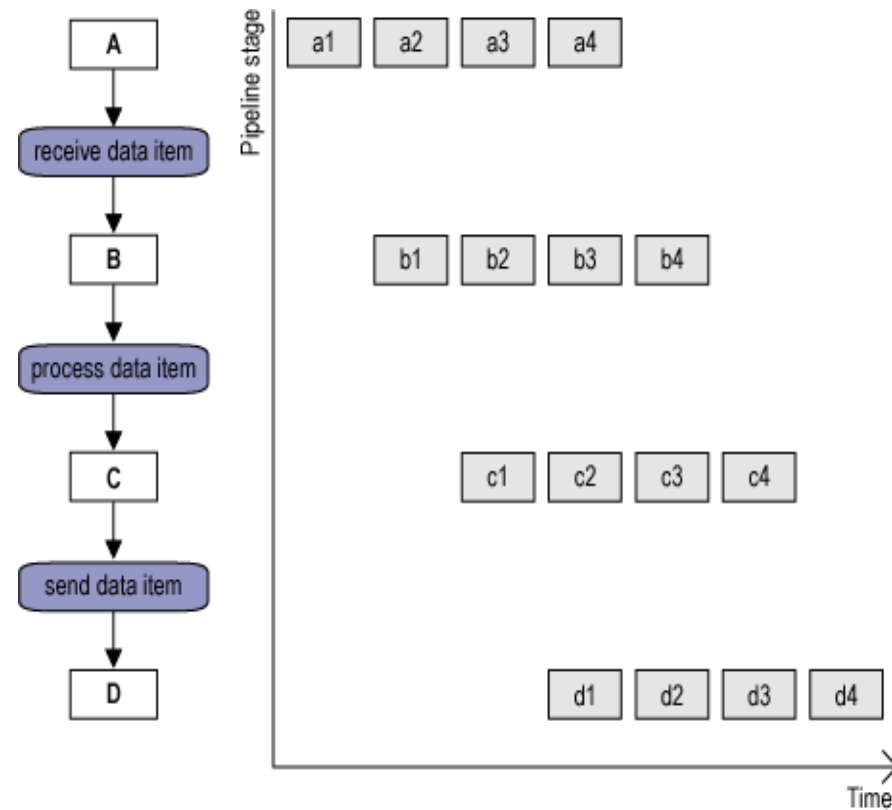 A
receive data item
B
process data item
C
send data item
D
Pipeline stage
a1 a2 a3 a4
b1 b2 b3 b4
c1 c2 c3 c4
d1 d2 d3 d4
Time